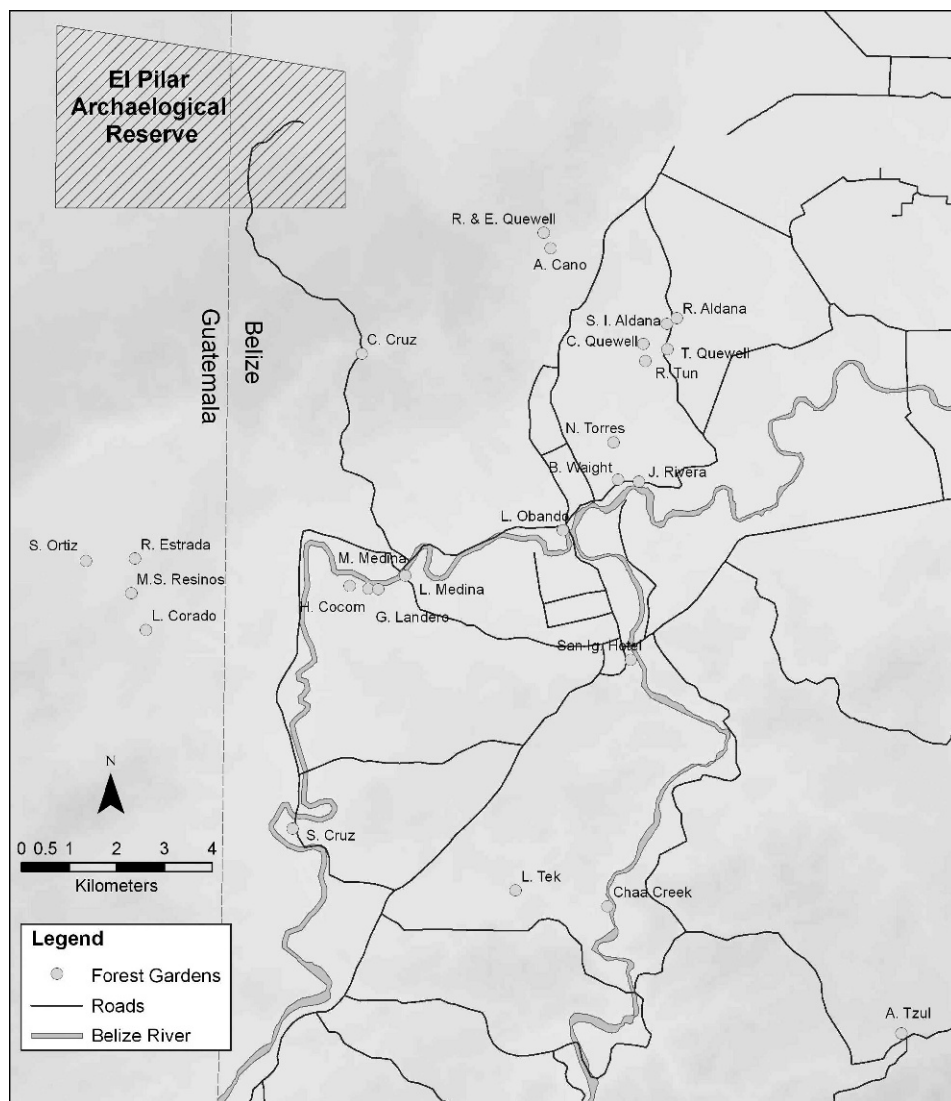 El Pilar
Archaelogical
Reserve
R. & E. Quewell
A. Cano
Guatemala
Belize
C. Cruz
S. I. Aldana
R. Aldana
C. Quewell
T. Quewell
R. Tun
N. Torres
B. Waight
J. Rivera
L. Obando
S. Ortiz
R. Estrada
M.S. Resinos
L. Corado
M. Medina
L. Medina
H. Cocom
G. Landero
San Ig. Hotel
N
S. Cruz
0 0.5 1 2 3 4
Kilometers
L. Tek
Chaa Creek
A. Tzul
Legend
Forest Gardens
Roads
Belize River